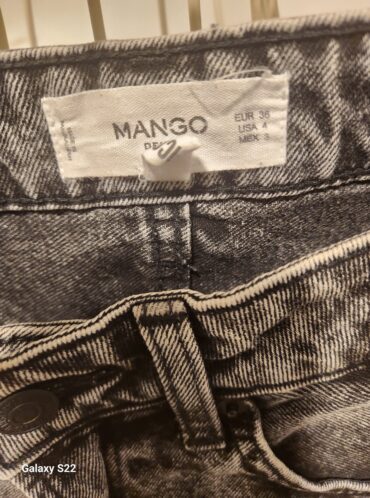 MANGO
EUR 36
USA 4
MEX 3
Galaxy S22